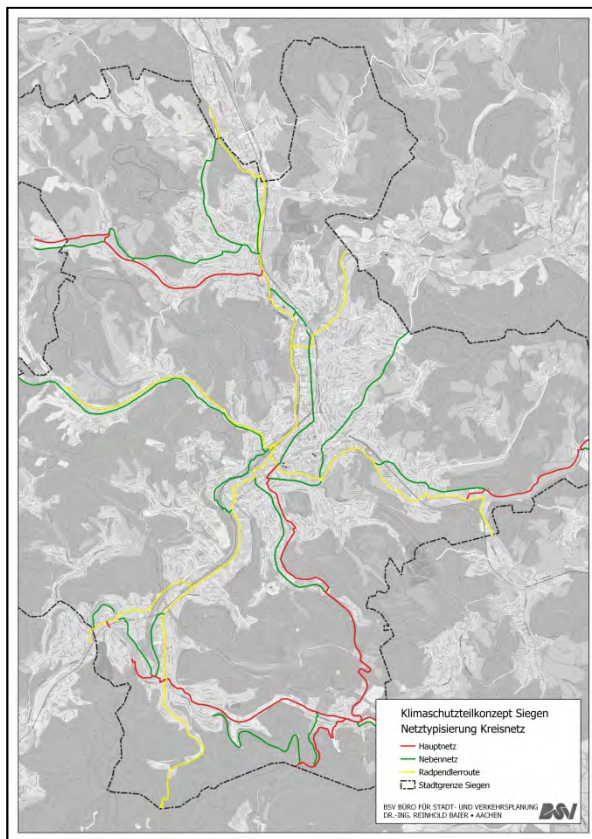 Klimaschutzteilkonzept Siegen
Netztypisierung Kreisnetz
Hauptnetz
Nebennetz
Radpendlerroute
Stadtgrenze Siegen
BSV BÜRO FÜR STADT- UND VERKEHRSPLANUNG
DR.-ING. REINHOLD BAIER • AACHEN
BSV